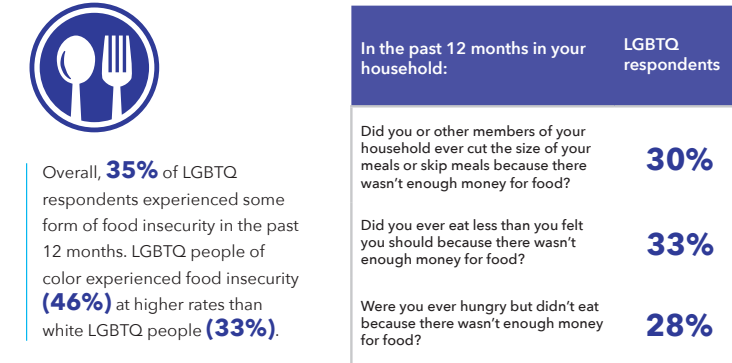 Overall, 35% of LGBTQ
respondents experienced some
form of food insecurity in the past
12 months. LGBTQ people of
color experienced food insecurity
(46%) at higher rates than
white LGBTQ people (33%).
In the past 12 months in your
household:
LGBTQ
respondents
Did you or other members of your
household ever cut the size of your
meals or skip meals because there
wasn't enough money for food?
30%
Did you ever eat less than you felt
you should because there wasn't
enough money for food?
33%
Were you ever hungry but didn't eat
because there wasn't enough money
for food?
28%